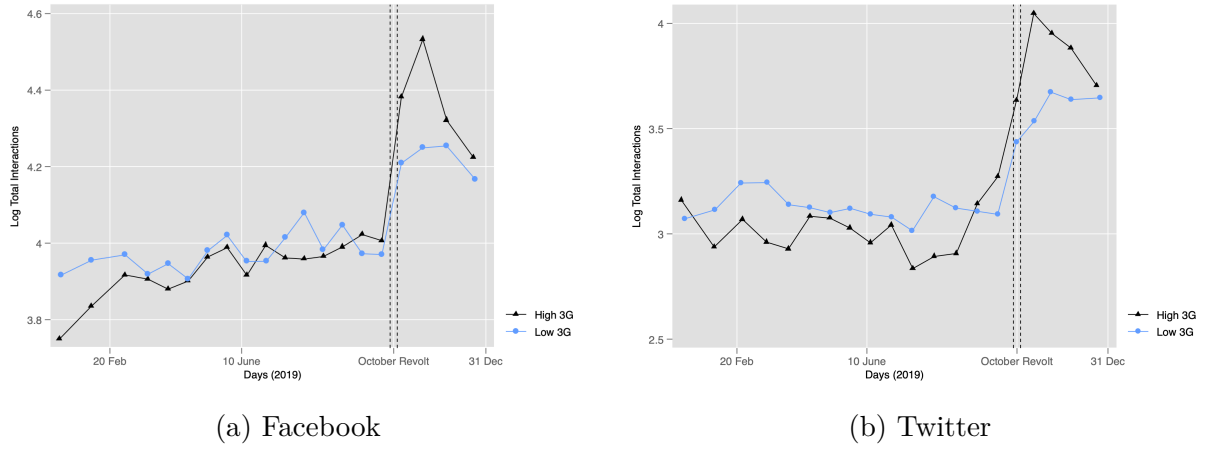 4.6
4.4
4.2
4
3.8
Log Total Interactions
20 Feb
10 June
October Revolt
31 Dec
Days (2019)
High 3G
Low 3G
(a) Facebook
4
3.5
3
2.5
Log Total Interactions
20 Feb
10 June
October Revolt
31 Dec
Days (2019)
High 3G
Low 3G
(b) Twitter